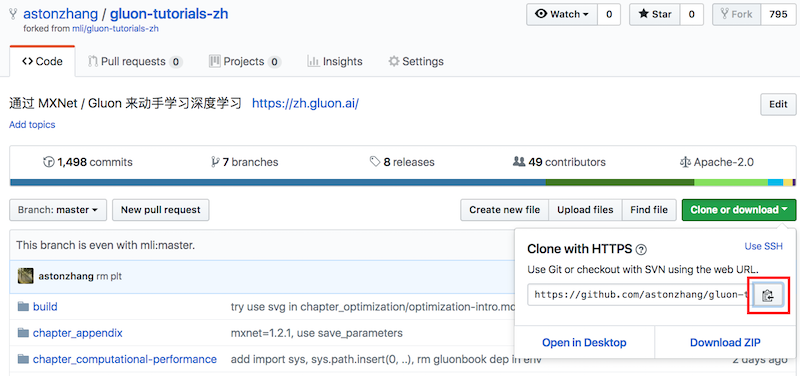 astonzhang / gluon-tutorials-zh
forked from mli/gluon-tutorials-zh
Watch 0 Star 0 Fork 795
Code Pull requests 0 Projects 0 Insights Settings
通过 MXNet / Gluon 来动手学习深度学习 https://zh.gluon.ai/
Edit
Add topics
1,498 commits 7 branches 8 releases 49 contributors Apache-2.0
Branch: master New pull request Create new file Upload files Find file Clone or download
This branch is even with mli:master.
astonzhang rm plt
build try use svg in chapter_optimization/optimization-intro.mc
chapter_appendix mxnet=1.2.1, use save_parameters
chapter_computational-performance add import sys, sys.path.insert(0, ..), rm gluonbook dep in env 2 days ago
Clone with HTTPS ? Use SSH
Use Git or checkout with SVN using the web URL.
https://github.com/astonzhang/gluon-t
Open in Desktop Download ZIP